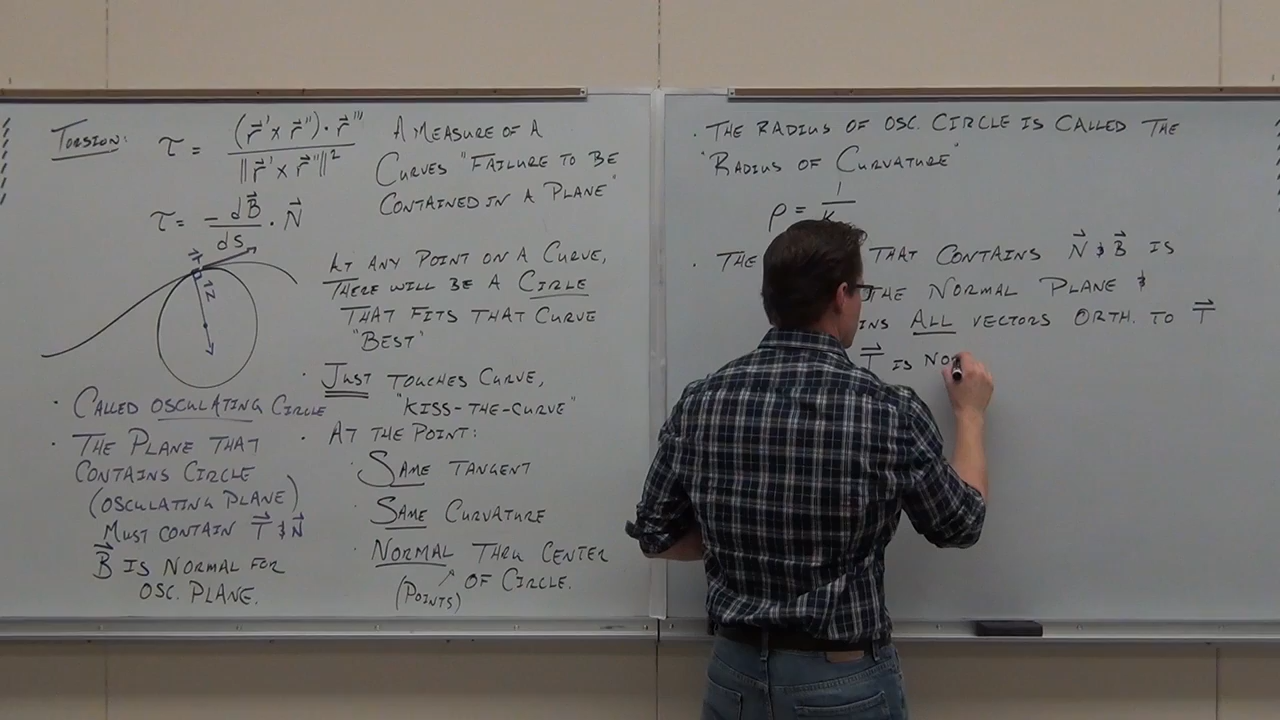 TORSION:
τ = (r⃗' × r⃗'') · r⃗''' / ||r⃗' × r⃗''||²
τ = -dB⃗/ds · N⃗
A MEASURE OF A
CURVES "FAILURE TO BE
CONTAINED IN A PLANE"
T⃗
N⃗
AT ANY POINT ON A CURVE,
THERE WILL BE A CIRLE
THAT FITS THAT CURVE
"BEST"
· JUST TOUCHES CURVE,
"KISS-THE-CURVE"
· CALLED OSCULATING CIRCLE
· THE PLANE THAT
CONTAINS CIRCLE
(OSCULATING PLANE)
MUST CONTAIN T⃗ & N⃗
B⃗ IS NORMAL FOR
OSC. PLANE.
· AT THE POINT:
· SAME TANGENT
· SAME CURVATURE
· NORMAL THRU CENTER
(POINTS) OF CIRCLE.
· THE RADIUS OF OSC. CIRCLE IS CALLED THE
"RADIUS OF CURVATURE"
ρ = 1/K
· THE THAT CONTAINS N⃗ & B⃗ IS
THE NORMAL PLANE &
INS ALL VECTORS ORTH. TO T⃗
T⃗ IS NO